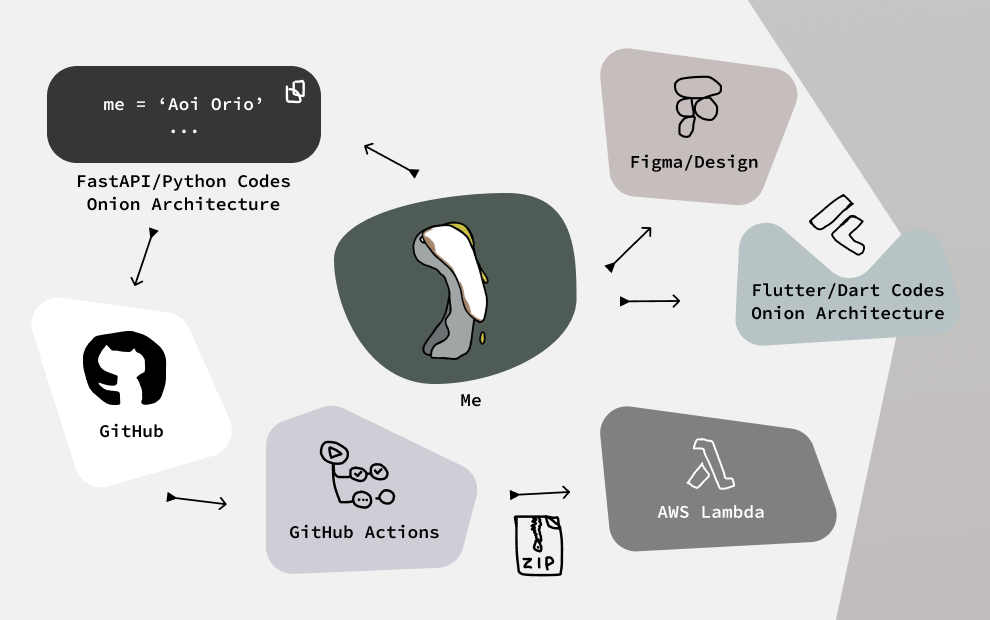 me = ‘Aoi Orio’
...
FastAPI/Python Codes
Onion Architecture
Figma/Design
Flutter/Dart Codes
Onion Architecture
Me
GitHub
GitHub Actions
ZIP
AWS Lambda